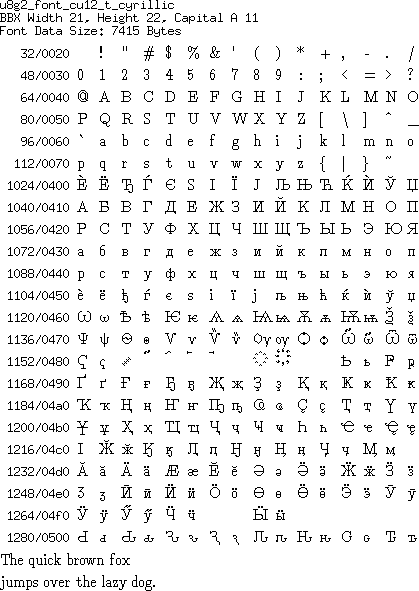 u8g2_font_cu12_t_cyrillic
BBX Width 21, Height 22, Capital A 11
Font Data Size: 7415 Bytes
32/0020 ! " # $ % & ' ( ) * + , - . /
48/0030 0 1 2 3 4 5 6 7 8 9 : ; < = > ?
64/0040 @ A B C D E F G H I J K L M N O
80/0050 P Q R S T U V W X Y Z [ \ ] ^ _
96/0060 ` a b c d e f g h i j k l m n o
112/0070 p q r s t u v w x y z { | } ~
1024/0400 Ѐ Ё Ђ Ѓ Є Ѕ І Ї Ј Љ Њ Ћ Ќ Ѝ Ў Џ
1040/0410 А Б В Г Д Е Ж З И Й К Л М Н О П
1056/0420 Р С Т У Ф Х Ц Ч Ш Щ Ъ Ы Ь Э Ю Я
1072/0430 а б в г д е ж з и й к л м н о п
1088/0440 р с т у ф х ц ч ш щ ъ ы ь э ю я
1104/0450 ѐ ё ђ ѓ є ѕ і ї ј љ њ ћ ќ ѝ ў џ
1120/0460 Ѡ ѡ Ѣ ѣ Ѥ ѥ Ѧ ѧ Ѩ ѩ Ѫ ѫ Ѭ ѭ Ѯ ѯ
1136/0470 Ѱ ѱ Ѳ ѳ Ѵ ѵ Ѷ ѷ Ѹ ѹ Ѻ ѻ Ѽ ѽ Ѿ ѿ
1152/0480 Ҁ ҁ ҂ ҃ ҄ ҅ ҆ ҈ ҉ Ҍ ҍ Ҏ ҏ
1168/0490 Ґ ґ Ғ ғ Ҕ ҕ Җ җ Ҙ ҙ Қ қ Ҝ ҝ Ҟ ҟ
1184/04a0 Ҡ ҡ Ң ң Ҥ ҥ Ҧ ҧ Ҩ ҩ Ҫ ҫ Ҭ ҭ Ү ү
1200/04b0 Ұ ұ Ҳ ҳ Ҵ ҵ Ҷ ҷ Ҹ ҹ Һ һ Ҽ ҽ Ҿ ҿ
1216/04c0 Ӏ Ӂ ӂ Ӄ ӄ Ӆ ӆ Ӈ ӈ Ӊ ӊ Ӌ ӌ Ӎ ӎ
1232/04d0 Ӑ ӑ Ӓ ӓ Ӕ ӕ Ӗ ӗ Ә ә Ӛ ӛ Ӝ ӝ Ӟ ӟ
1248/04e0 Ӡ ӡ Ӣ ӣ Ӥ ӥ Ӧ ӧ Ө ө Ӫ ӫ Ӭ ӭ Ӯ ӯ
1264/04f0 Ӱ ӱ Ӳ ӳ Ӵ ӵ Ӹ ӹ
1280/0500 Ԁ ԁ Ԃ ԃ Ԅ ԅ Ԇ ԇ Ԉ ԉ Ԋ ԋ Ԍ ԍ Ԏ ԏ
The quick brown fox
jumps over the lazy dog.